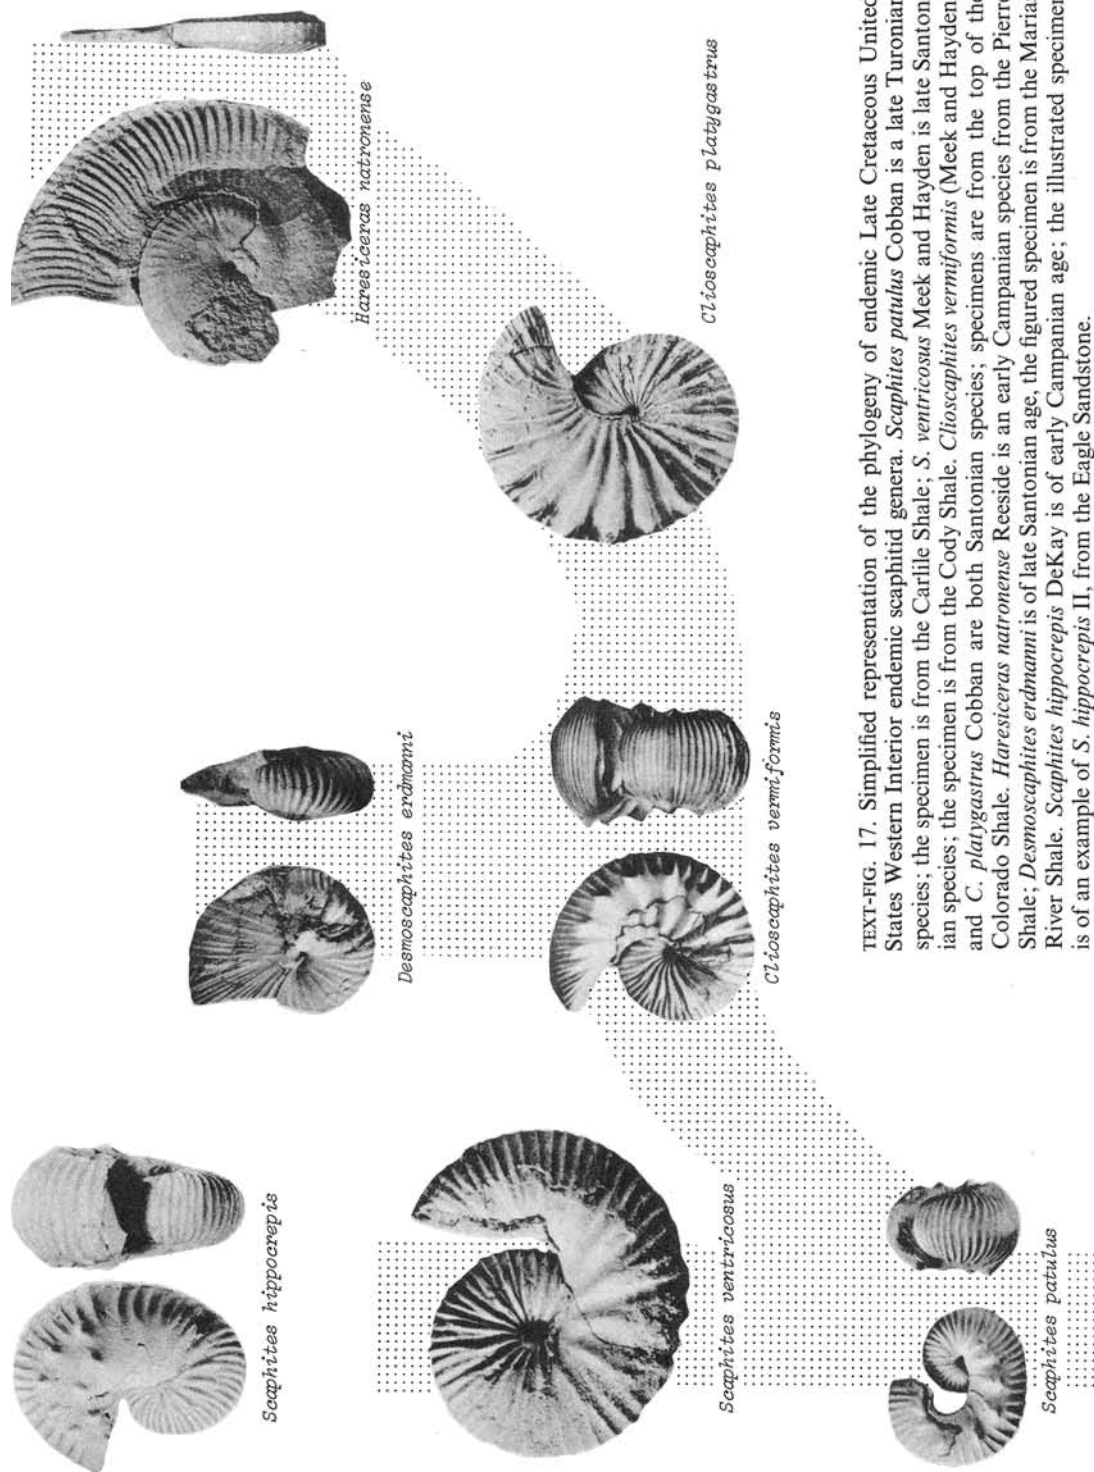 Scaphites hippocrepis
Desmoscaphites erdmanni
Haresiceras natronense
Scaphites ventricosus
Clioscaphites vermiformis
Clioscaphites platygastrus
Scaphites patulus
TEXT-FIG. 17. Simplified representation of the phylogeny of endemic Late Cretaceous United
States Western Interior endemic scaphitid genera. Scaphites patulus Cobban is a late Turonian
species; the specimen is from the Carlile Shale; S. ventricosus Meek and Hayden is late Santon-
ian species; the specimen is from the Cody Shale. Clioscaphites vermiformis (Meek and Hayden)
and C. platygastrus Cobban are both Santonian species; specimens are from the top of the
Colorado Shale. Haresiceras natronense Reeside is an early Campanian species from the Pierre
Shale; Desmoscaphites erdmanni is of late Santonian age, the figured specimen is from the Marias
River Shale. Scaphites hippocrepis DeKay is of early Campanian age; the illustrated specimen
is of an example of S. hippocrepis II, from the Eagle Sandstone.